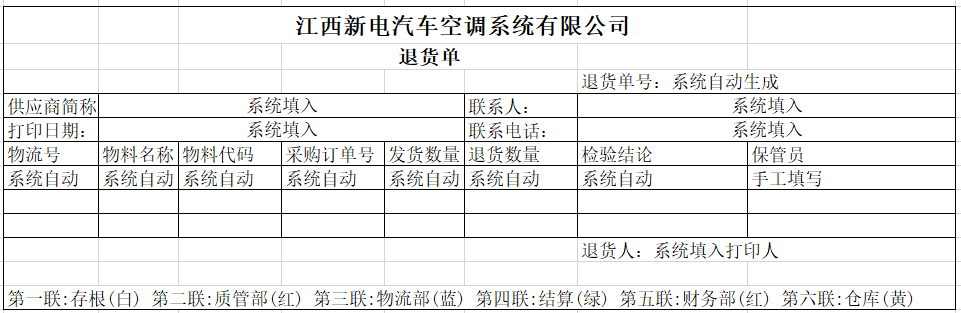 江西新电汽车空调系统有限公司
退货单
退货单号：系统自动生成
供应商简称 系统填入 联系人： 系统填入
打印日期： 系统填入 联系电话： 系统填入
物流号 物料名称 物料代码 采购订单号 发货数量 退货数量 检验结论 保管员
系统自动 系统自动 系统自动 系统自动 系统自动 系统自动 系统自动 手工填写
退货人：系统填入打印人
第一联:存根(白) 第二联:质管部(红) 第三联:物流部(蓝) 第四联:结算(绿) 第五联:财务部(红) 第六联:仓库(黄)